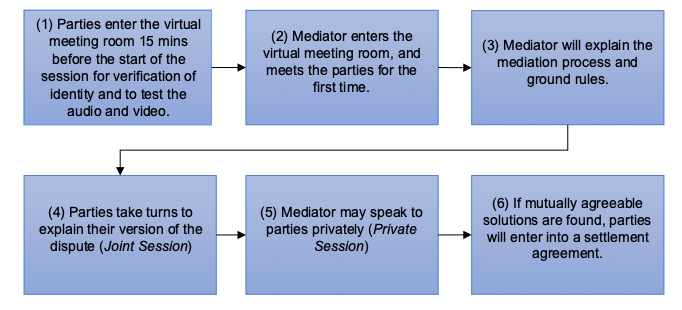 (1) Parties enter the virtual
meeting room 15 mins
before the start of the
session for verification of
identity and to test the
audio and video.
(2) Mediator enters the
virtual meeting room, and
meets the parties for the
first time.
(3) Mediator will explain the
mediation process and
ground rules.
(4) Parties take turns to
explain their version of the
dispute (Joint Session)
(5) Mediator may speak to
parties privately (Private
Session)
(6) If mutually agreeable
solutions are found, parties
will enter into a settlement
agreement.